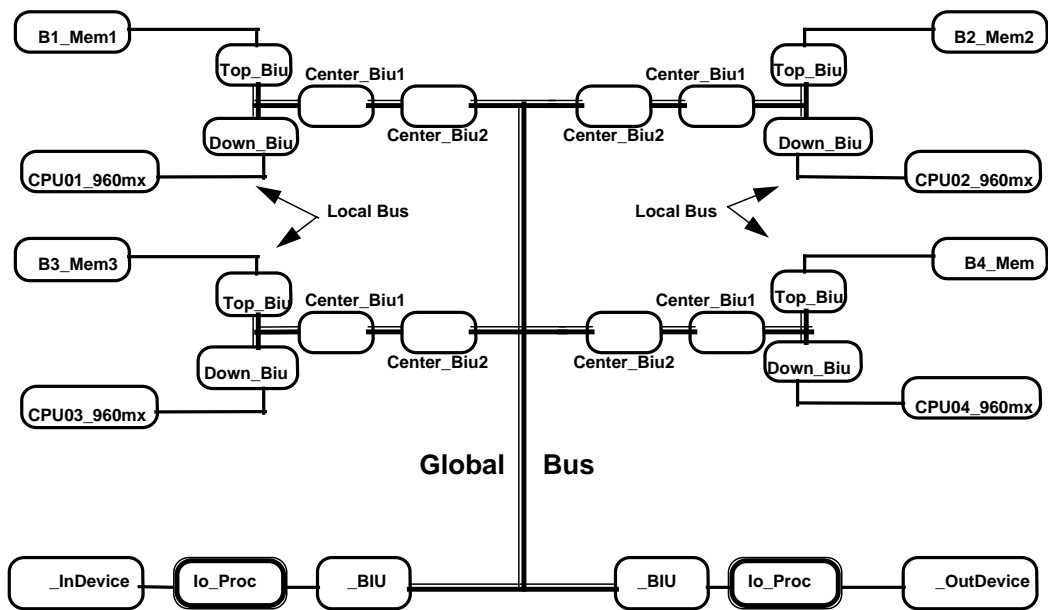 B1_Mem1
B2_Mem2
Top_Biu
Center_Biu1
Center_Biu1
Top_Biu
Down_Biu
Center_Biu2
Center_Biu2
Down_Biu
CPU01_960mx
CPU02_960mx
Local Bus
Local Bus
B3_Mem3
B4_Mem
Top_Biu
Center_Biu1
Center_Biu1
Top_Biu
Down_Biu
Center_Biu2
Center_Biu2
Down_Biu
CPU03_960mx
CPU04_960mx
Global Bus
_InDevice
Io_Proc
_BIU
_BIU
Io_Proc
_OutDevice